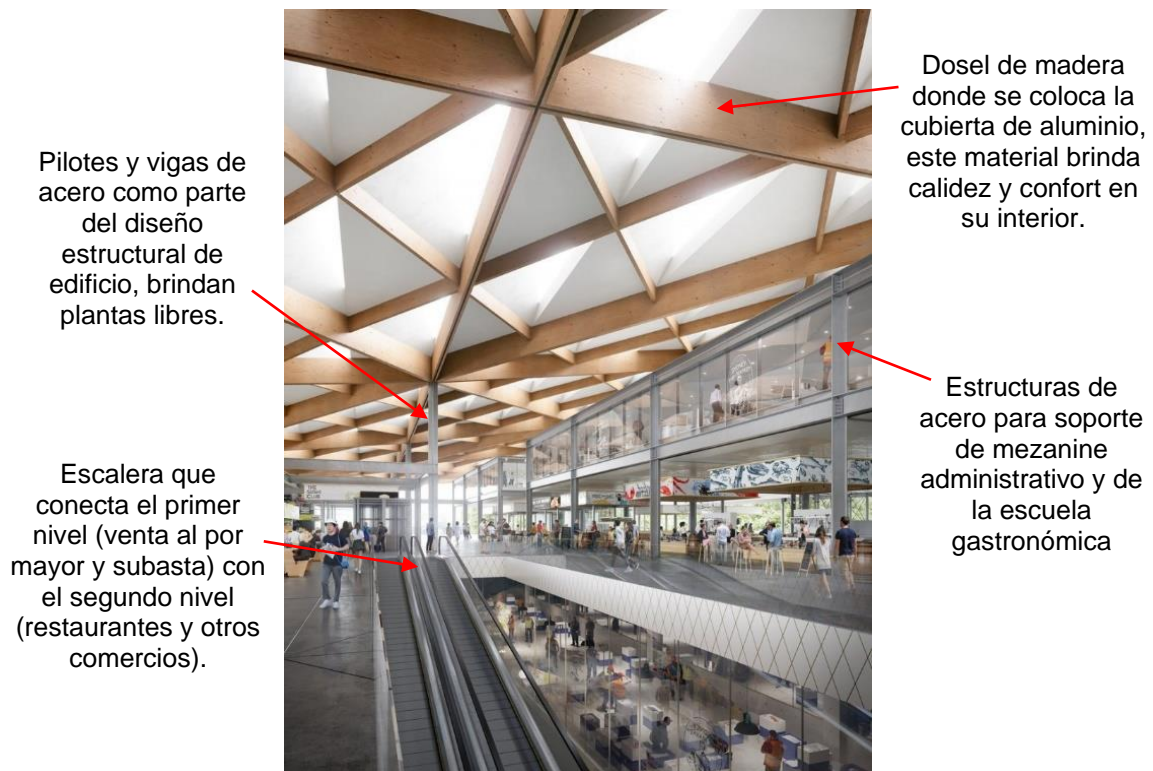 Pilotes y vigas de
acero como parte
del diseño
estructural de
edificio, brindan
plantas libres.
Escalera que
conecta el primer
nivel (venta al por
mayor y subasta) con
el segundo nivel
(restaurantes y otros
comercios).
Dosel de madera
donde se coloca la
cubierta de aluminio,
este material brinda
calidez y confort en
su interior.
Estructuras de
acero para soporte
de mezanine
administrativo y de
la escuela
gastronómica